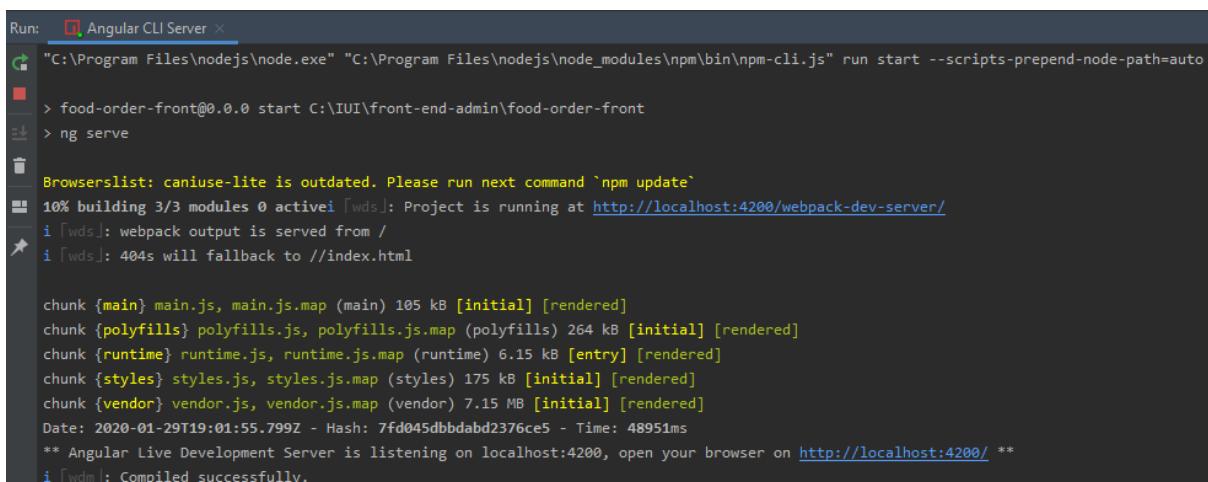 Run: Angular CLI Server
"C:\Program Files\nodejs\node.exe" "C:\Program Files\nodejs\node_modules\npm\bin\npm-cli.js" run start --scripts-prepend-node-path=auto
> food-order-front@0.0.0 start C:\IUI\front-end-admin\food-order-front
> ng serve
Browserslist: caniuse-lite is outdated. Please run next command `npm update`
10% building 3/3 modules 0 activei ｢wds｣: Project is running at http://localhost:4200/webpack-dev-server/
i ｢wds｣: webpack output is served from /
i ｢wds｣: 404s will fallback to //index.html
chunk {main} main.js, main.js.map (main) 105 kB [initial] [rendered]
chunk {polyfills} polyfills.js, polyfills.js.map (polyfills) 264 kB [initial] [rendered]
chunk {runtime} runtime.js, runtime.js.map (runtime) 6.15 kB [entry] [rendered]
chunk {styles} styles.js, styles.js.map (styles) 175 kB [initial] [rendered]
chunk {vendor} vendor.js, vendor.js.map (vendor) 7.15 MB [initial] [rendered]
Date: 2020-01-29T19:01:55.799Z - Hash: 7fd045dbbdabd2376ce5 - Time: 48951ms
** Angular Live Development Server is listening on localhost:4200, open your browser on http://localhost:4200/ **
i ｢wdm｣: Compiled successfully.